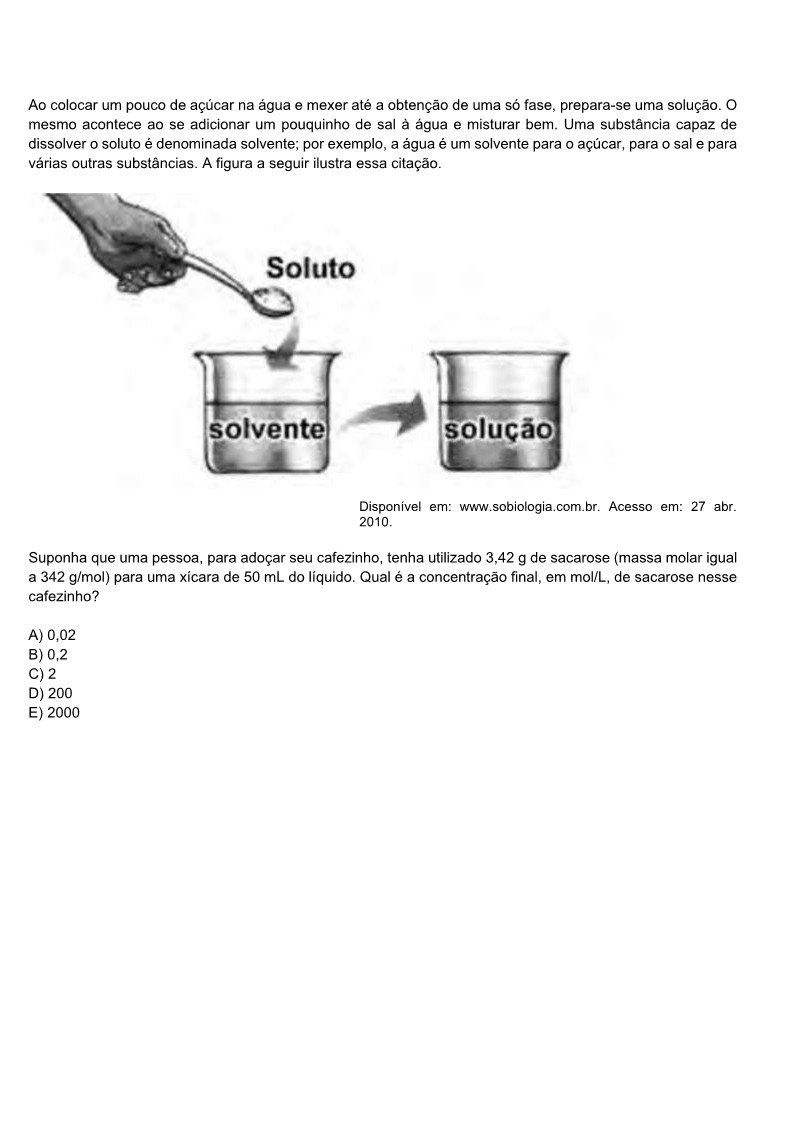 Ao colocar um pouco de açúcar na água e mexer até a obtenção de uma só fase, prepara-se uma solução. O
mesmo acontece ao se adicionar um pouquinho de sal à água e misturar bem. Uma substância capaz de
dissolver o soluto é denominada solvente; por exemplo, a água é um solvente para o açúcar, para o sal e para
várias outras substâncias. A figura a seguir ilustra essa citação.
Soluto
solvente
solução
Disponível em: www.sobiologia.com.br. Acesso em: 27 abr.
2010.
Suponha que uma pessoa, para adoçar seu cafezinho, tenha utilizado 3,42 g de sacarose (massa molar igual
a 342 g/mol) para uma xícara de 50 mL do líquido. Qual é a concentração final, em mol/L, de sacarose nesse
cafezinho?
A) 0,02
B) 0,2
C) 2
D) 200
E) 2000